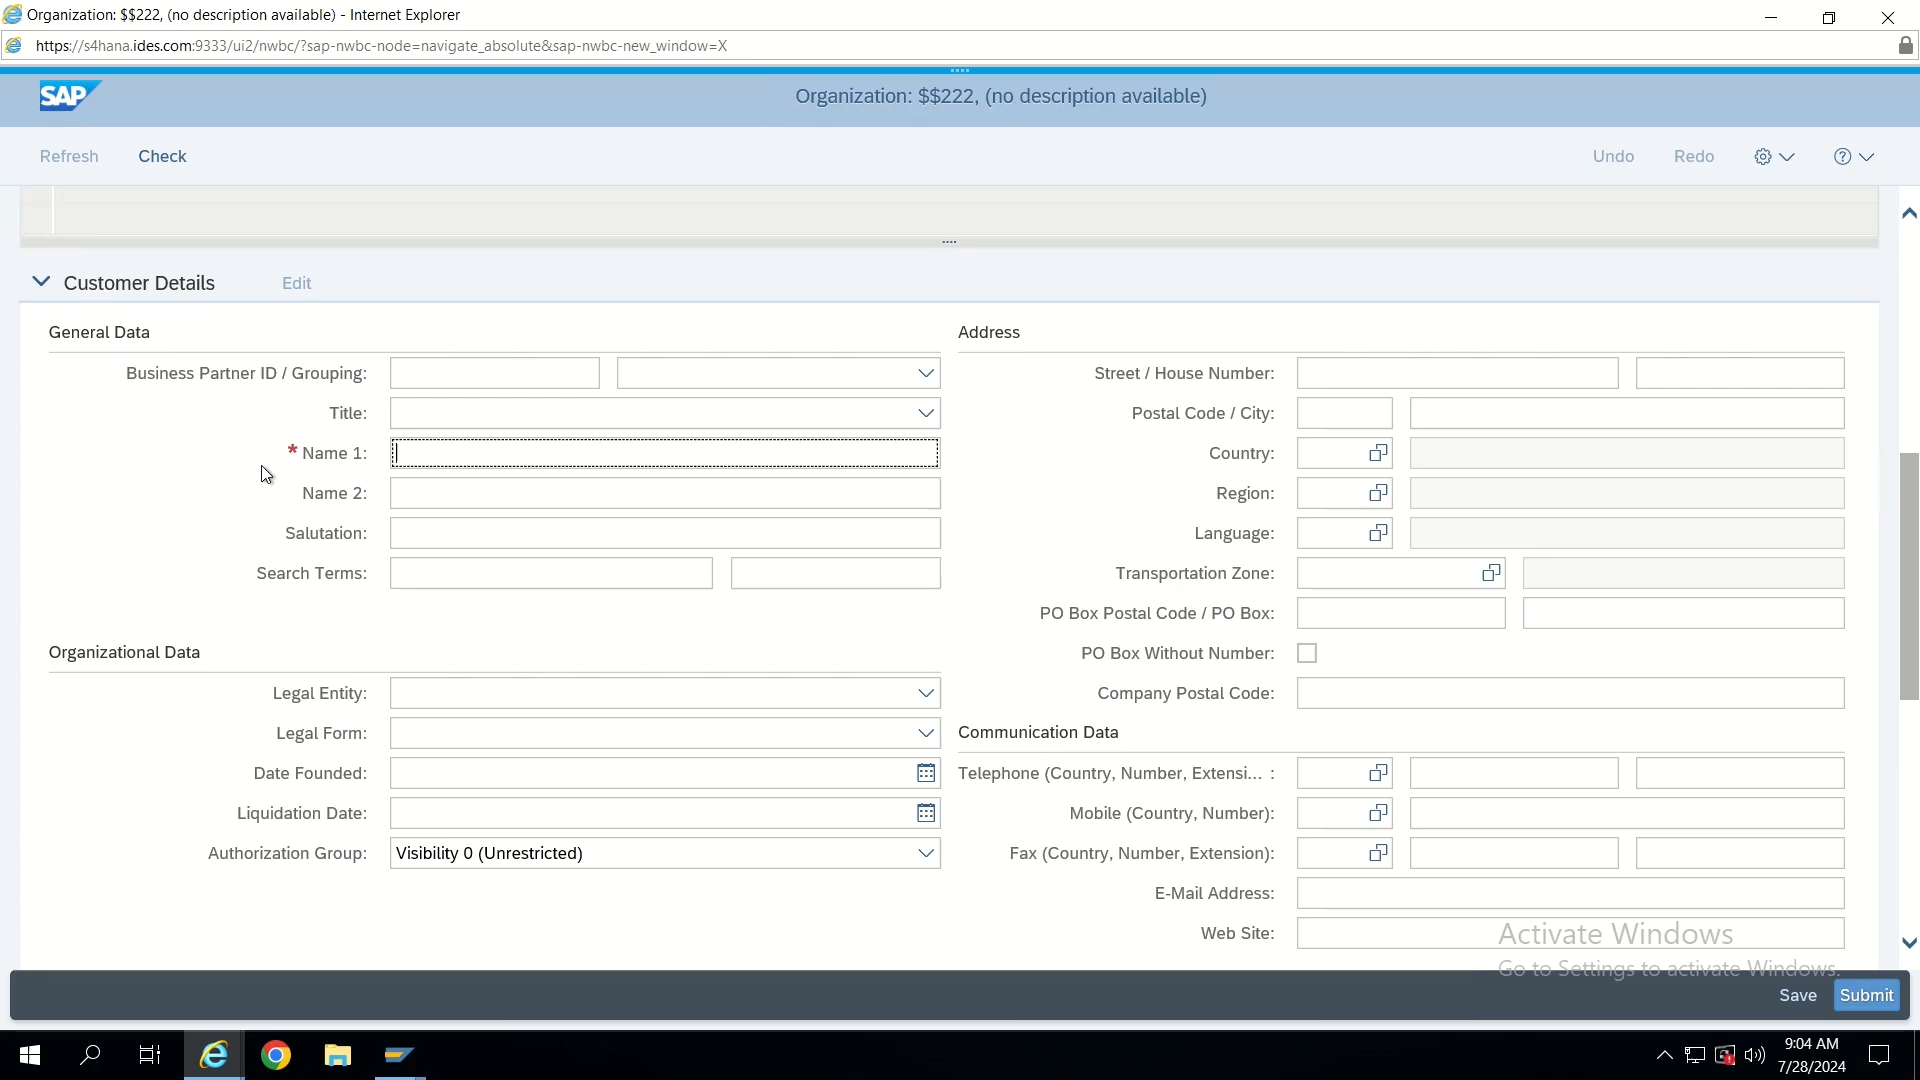 Organization: $$222, (no description available) - Internet Explorer
https://s4hana.ides.com:9333/ui2/nwbc/?sap-nwbc-node=navigate_absolute&sap-nwbc-new_window=X
SAP
Organization: $$222, (no description available)
Refresh Check Undo Redo
Customer Details Edit
General Data
Business Partner ID / Grouping:
Title:
* Name 1:
Name 2:
Salutation:
Search Terms:
Organizational Data
Legal Entity:
Legal Form:
Date Founded:
Liquidation Date:
Authorization Group: Visibility 0 (Unrestricted)
Address
Street / House Number:
Postal Code / City:
Country:
Region:
Language:
Transportation Zone:
PO Box Postal Code / PO Box:
PO Box Without Number:
Company Postal Code:
Communication Data
Telephone (Country, Number, Extensi... :
Mobile (Country, Number):
Fax (Country, Number, Extension):
E-Mail Address:
Web Site:
Activate Windows
Go to Settings to activate Windows.
Save Submit
9:04 AM
7/28/2024